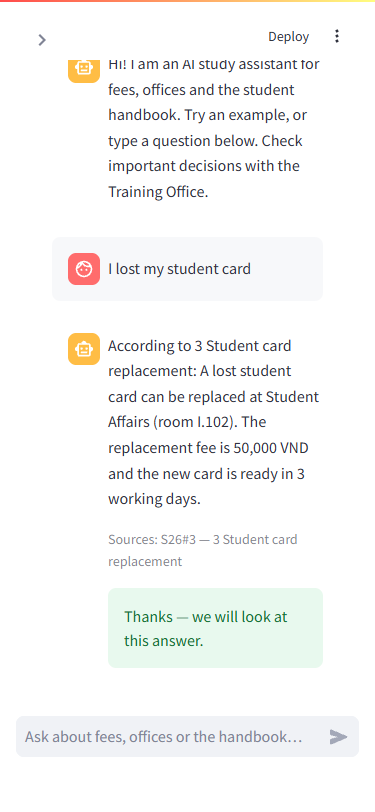 Deploy
Hi! I am an AI study assistant for
fees, offices and the student
handbook. Try an example, or
type a question below. Check
important decisions with the
Training Office.
I lost my student card
According to 3 Student card
replacement: A lost student
card can be replaced at Student
Affairs (room I.102). The
replacement fee is 50,000 VND
and the new card is ready in 3
working days.
Sources: S26#3 — 3 Student card
replacement
Thanks — we will look at
this answer.
Ask about fees, offices or the handbook…